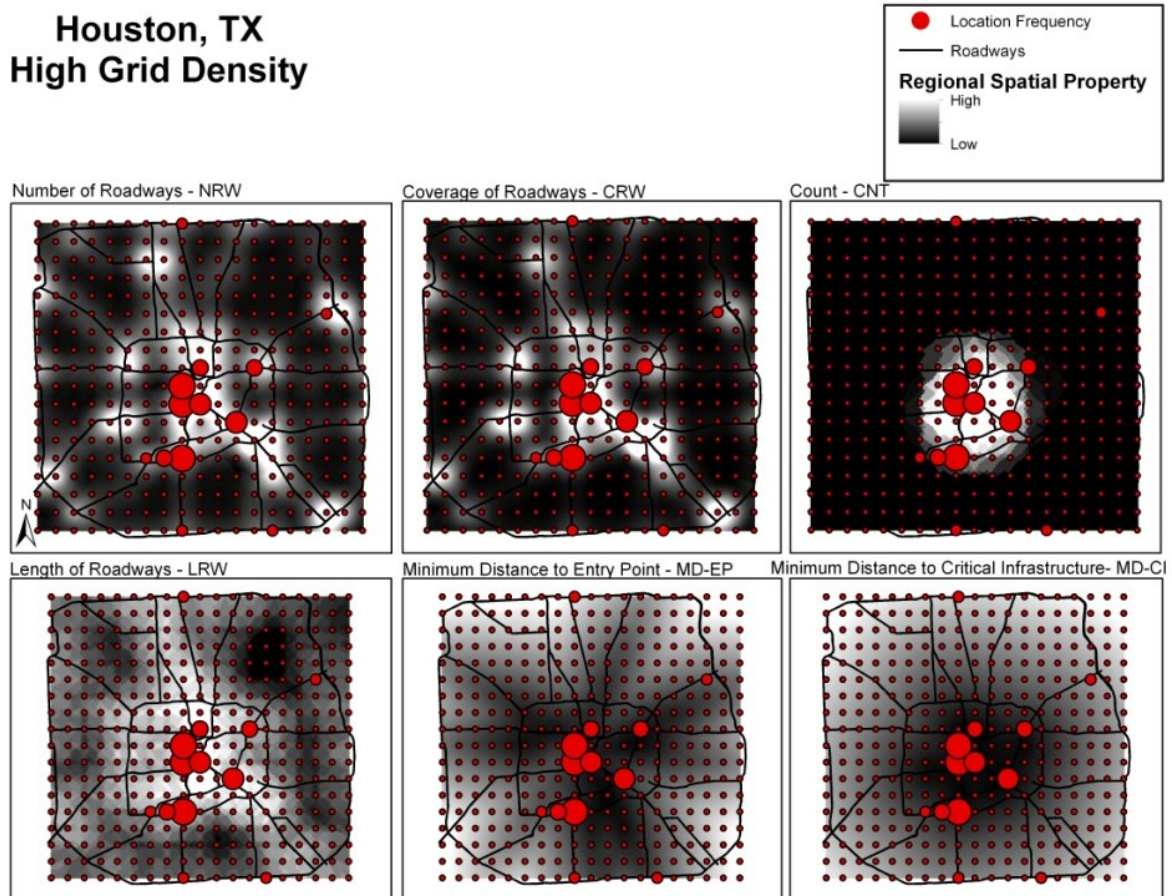 Houston, TX
High Grid Density
Location Frequency
Roadways
Regional Spatial Property
High
Low
Number of Roadways - NRW
Coverage of Roadways - CRW
Count - CNT
N
Length of Roadways - LRW
Minimum Distance to Entry Point - MD-EP
Minimum Distance to Critical Infrastructure- MD-CI